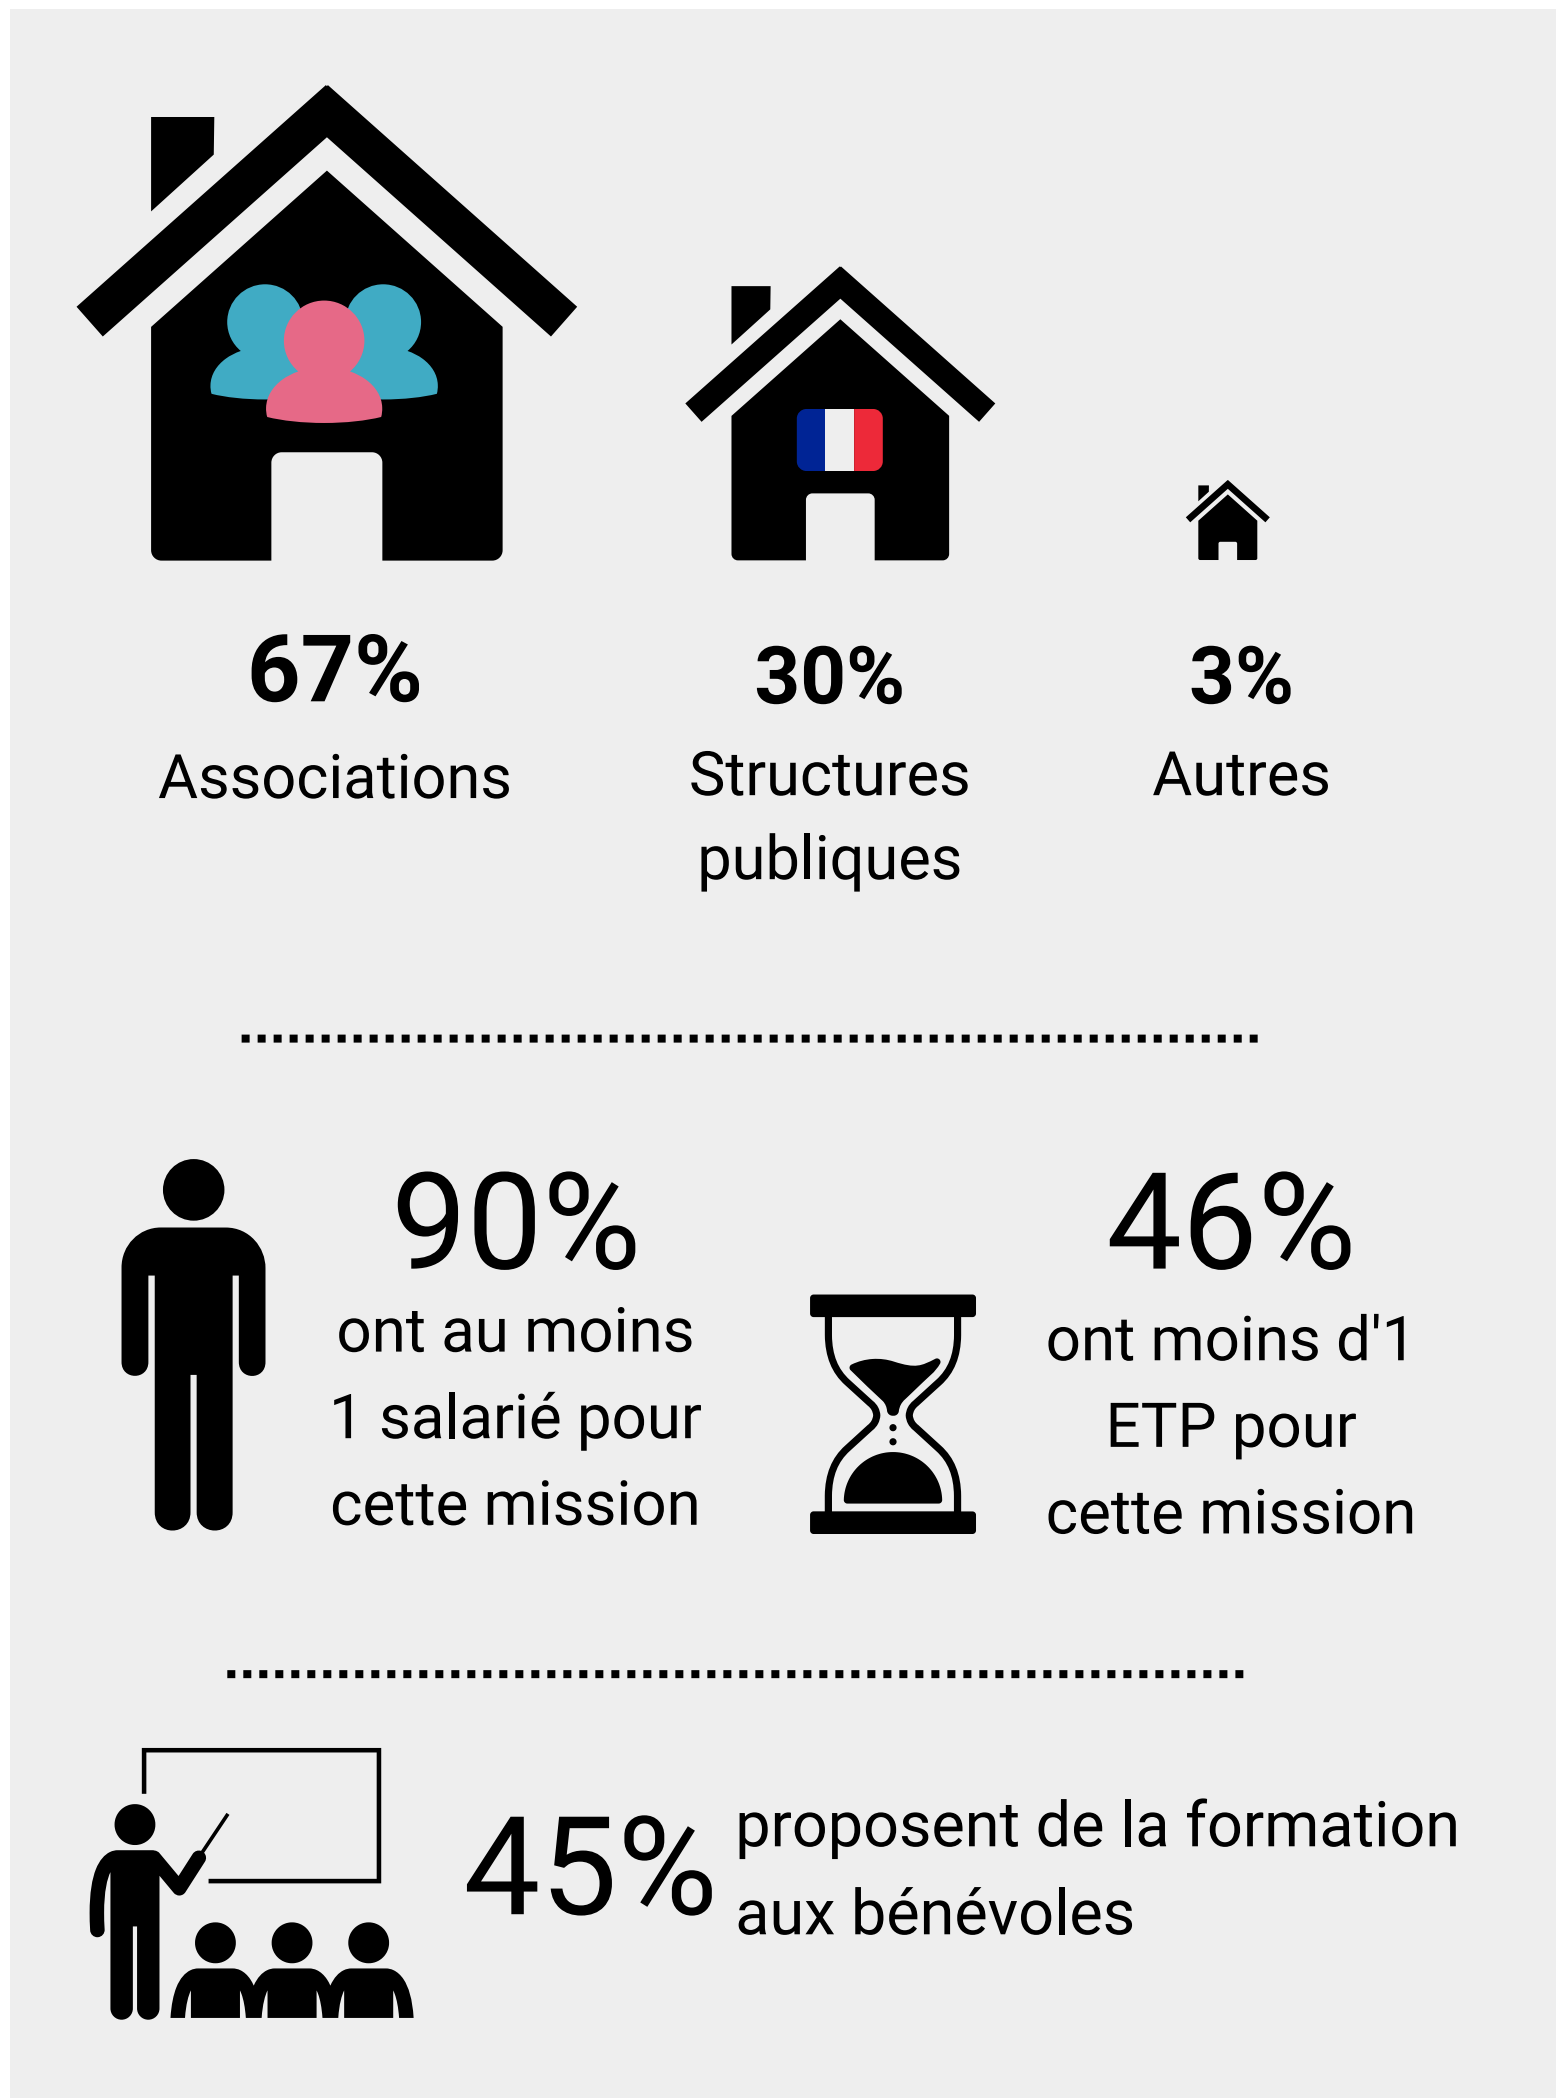 67%
Associations
30%
Structures
publiques
3%
Autres
90%
ont au moins
1 salarié pour
cette mission
46%
ont moins d'1
ETP pour
cette mission
45%
proposent de la formation
aux bénévoles